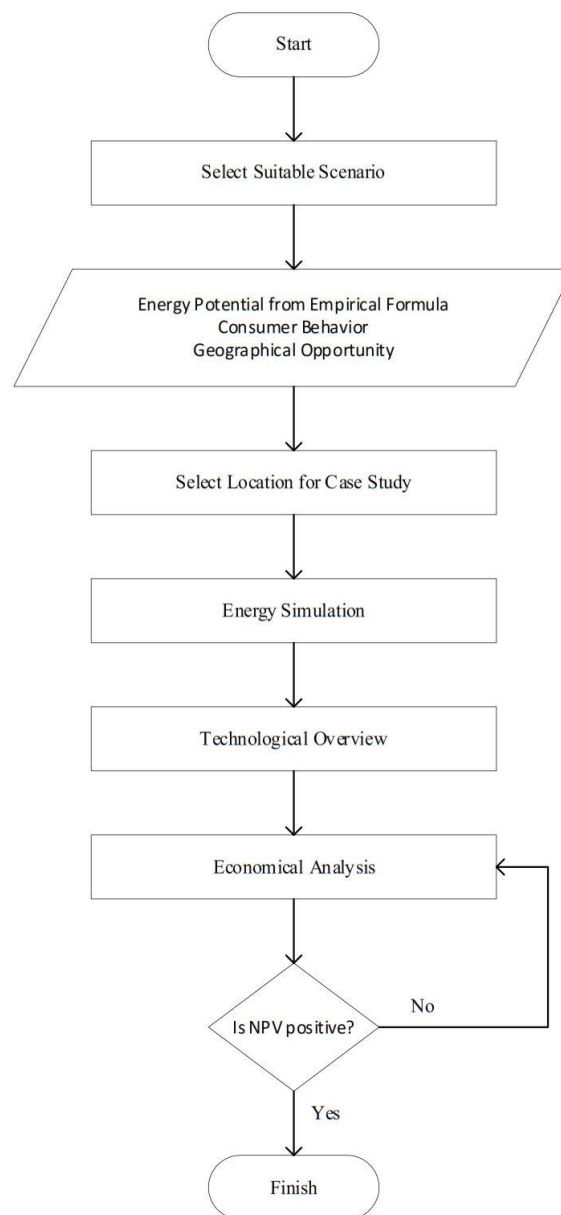 Start
Select Suitable Scenario
Energy Potential from Empirical Formula
Consumer Behavior
Geographical Opportunity
Select Location for Case Study
Energy Simulation
Technological Overview
Economical Analysis
Is NPV positive?
No
Yes
Finish